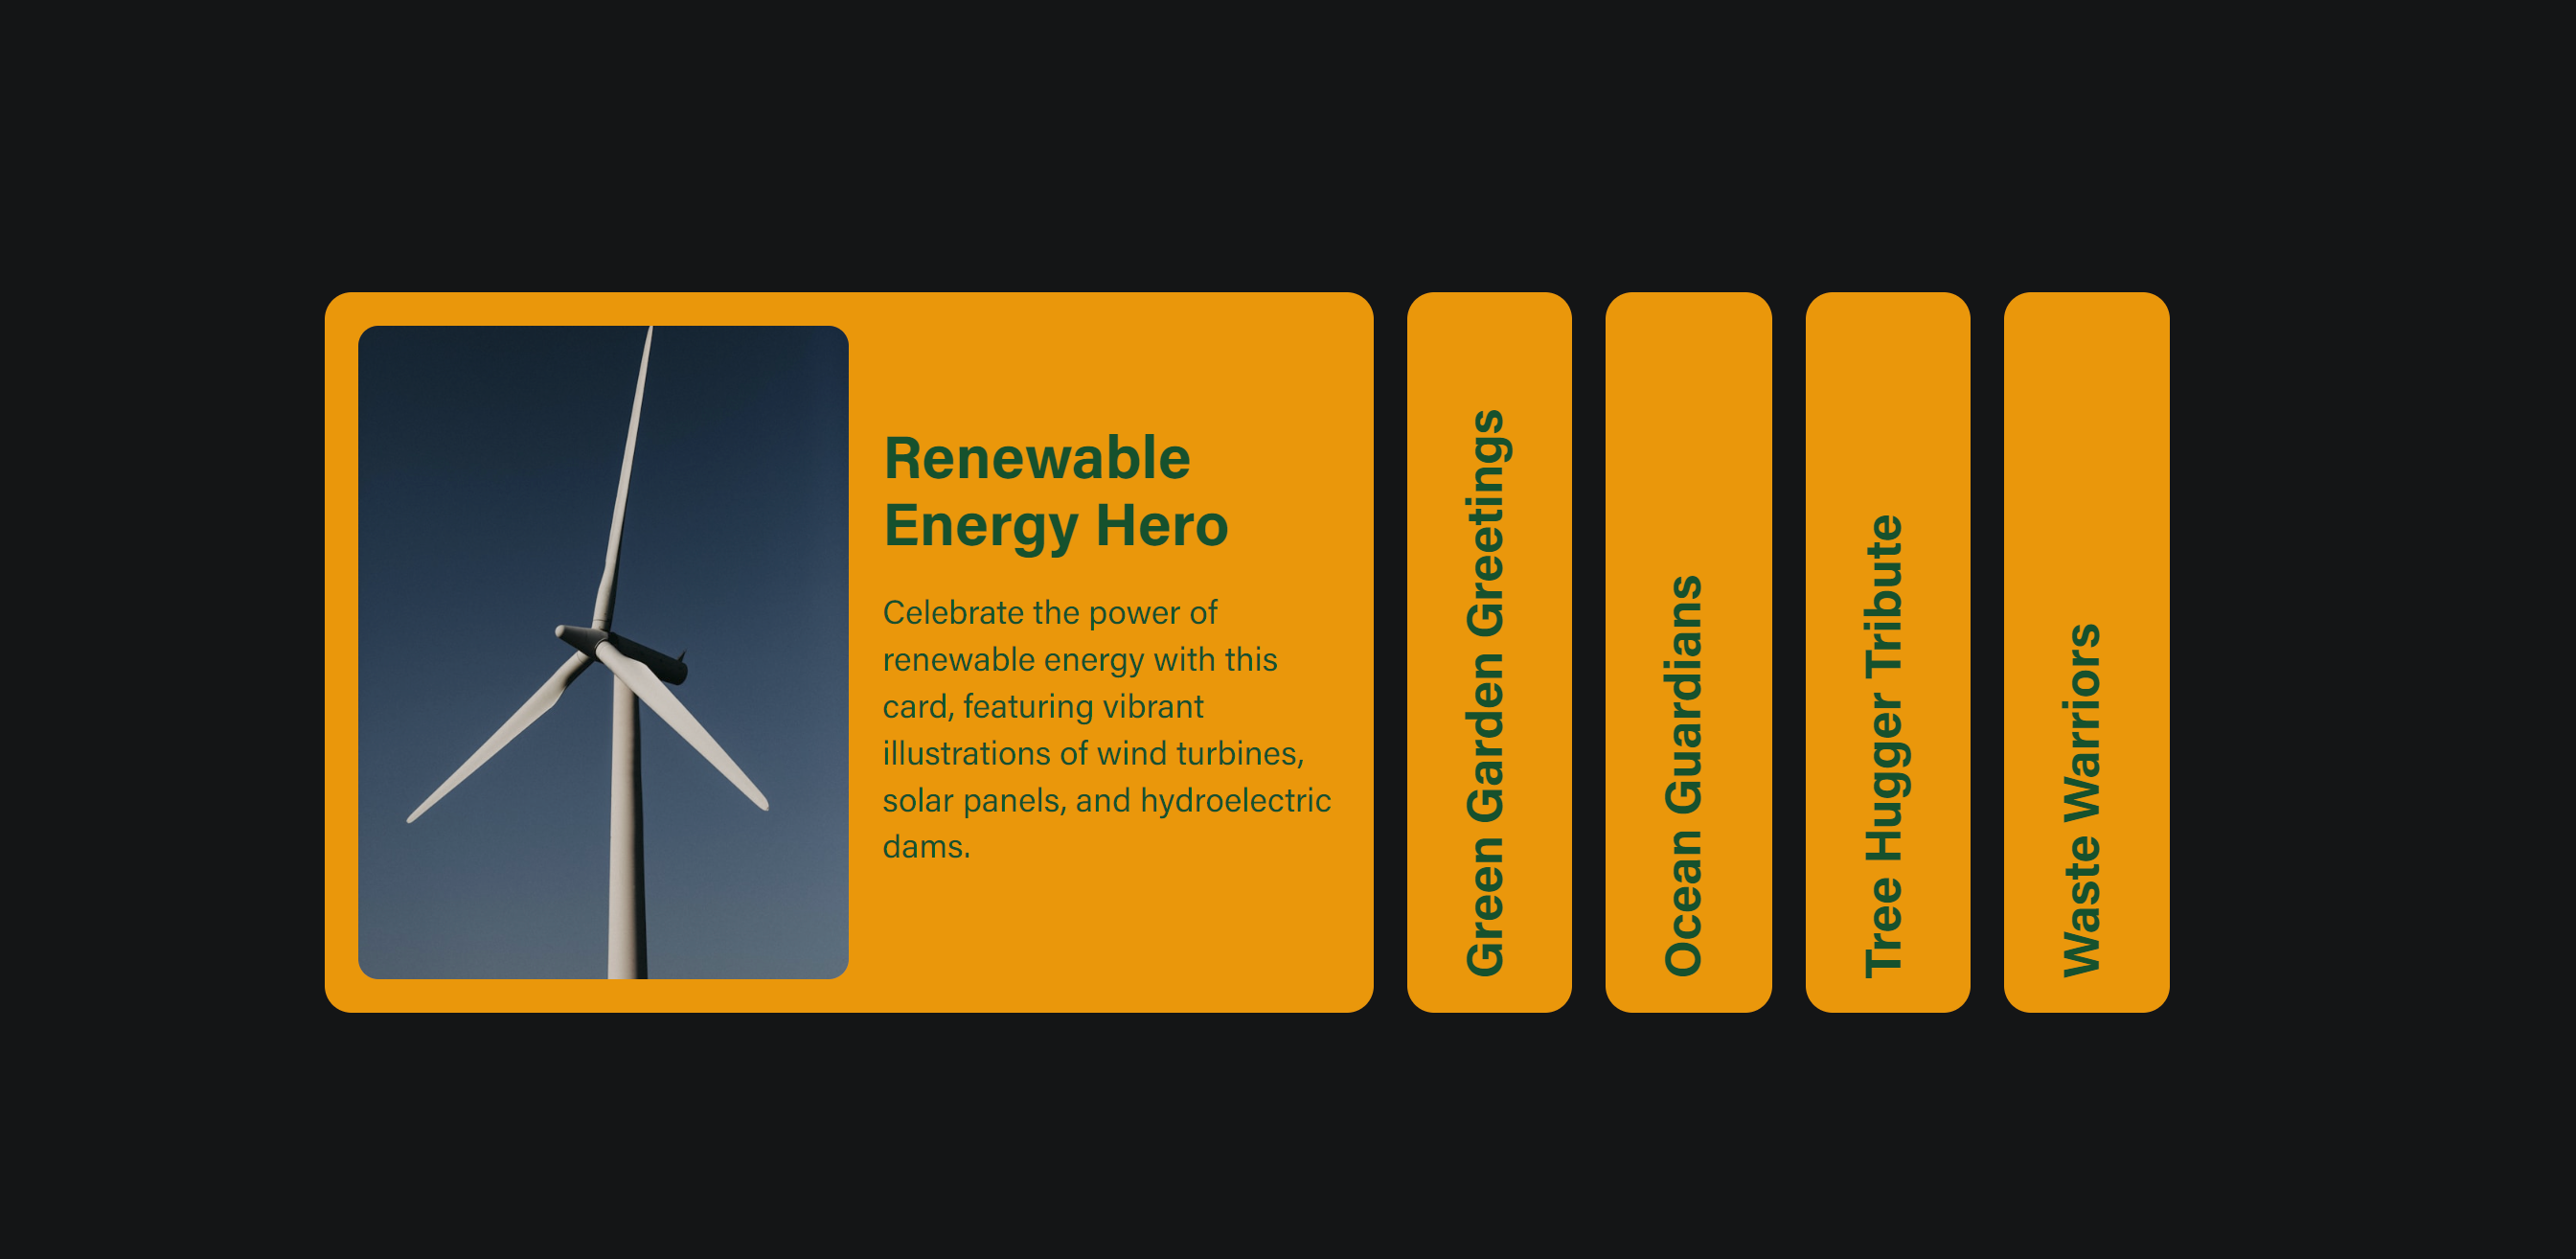 Renewable
Energy Hero
Celebrate the power of
renewable energy with this
card, featuring vibrant
illustrations of wind turbines,
solar panels, and hydroelectric
dams.
Green Garden Greetings
Ocean Guardians
Tree Hugger Tribute
Waste Warriors